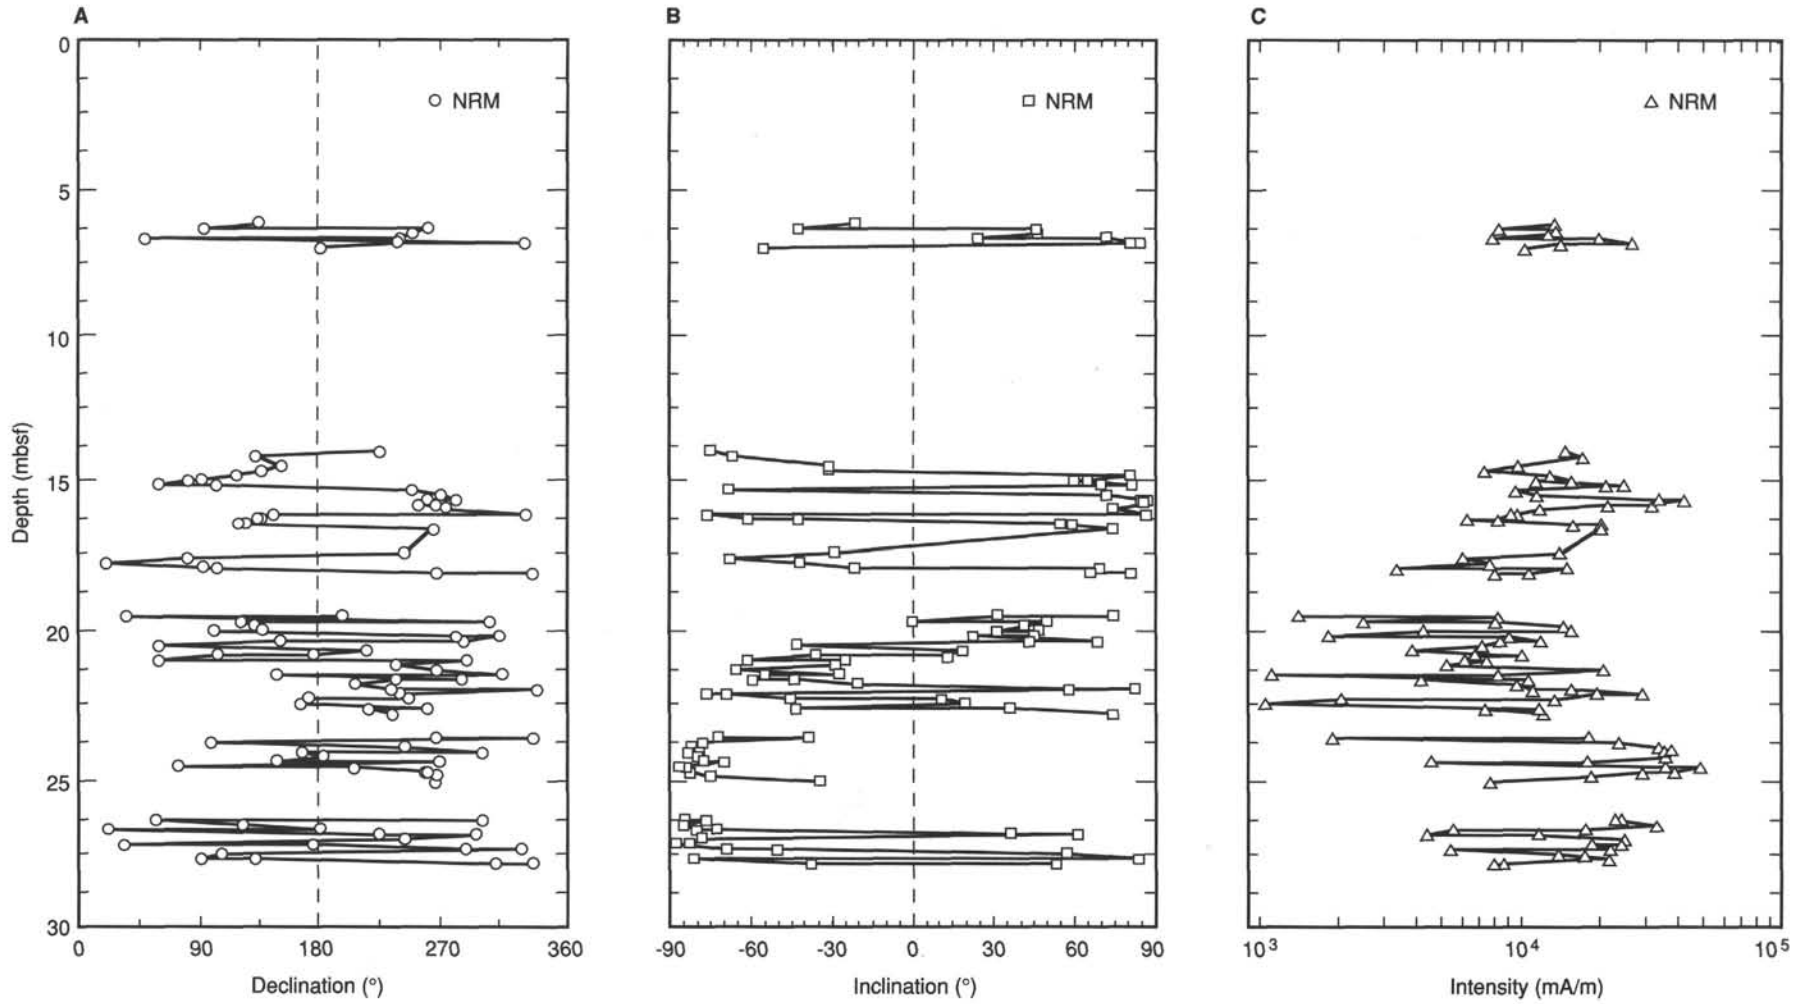 A
B
C
NRM
NRM
NRM
0
5
10
15
20
25
30
Depth (mbsf)
0 90 180 270 360
-90 -60 -30 0 30 60 90
10³ 10⁴ 10⁵
Declination (°)
Inclination (°)
Intensity (mA/m)